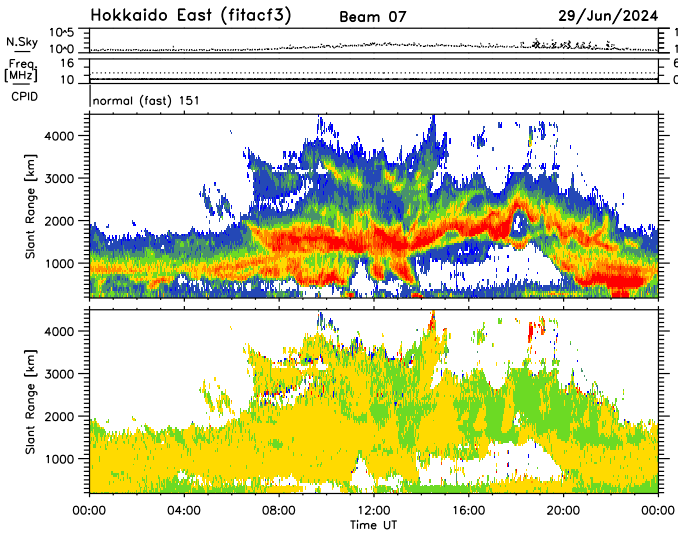 Hokkaido East (fitacf3) Beam 07 29/Jun/2024
N.Sky 10^5 10^0 1 1
Freq. [MHz] 16 10 6 0
CPID normal (fast) 151
Slant Range [km] 4000 3000 2000 1000
Slant Range [km] 4000 3000 2000 1000
00:00 04:00 08:00 12:00 16:00 20:00 00:00
Time UT